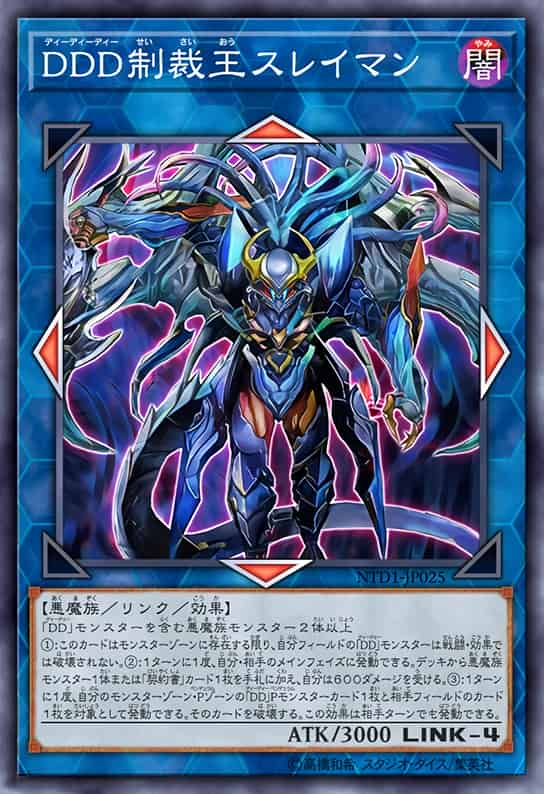 ディーディーディー せい さい おう
DDD制裁王スレイマン
やみ
闇
NTD1-JP025
あく ま ぞく こう か
【悪魔族/リンク/効果】
「DD」モンスターを含む悪魔族モンスター2体以上
①:このカードはモンスターゾーンに存在する限り、自分フィールドの「DD」モンスターは戦闘・効果で
は破壊されない。②:1ターンに1度、自分・相手のメインフェイズに発動できる。デッキから悪魔族
モンスター1体または「契約書」カード1枚を手札に加え、自分は600ダメージを受ける。③:1ターン
に1度、自分のモンスターゾーン・Pゾーンの「DD」Pモンスターカード1枚と相手フィールドのカード
1枚を対象として発動できる。そのカードを破壊する。この効果は相手ターンでも発動できる。
ATK/3000 LINK-4
©高橋和希 スタジオ・ダイス/集英社